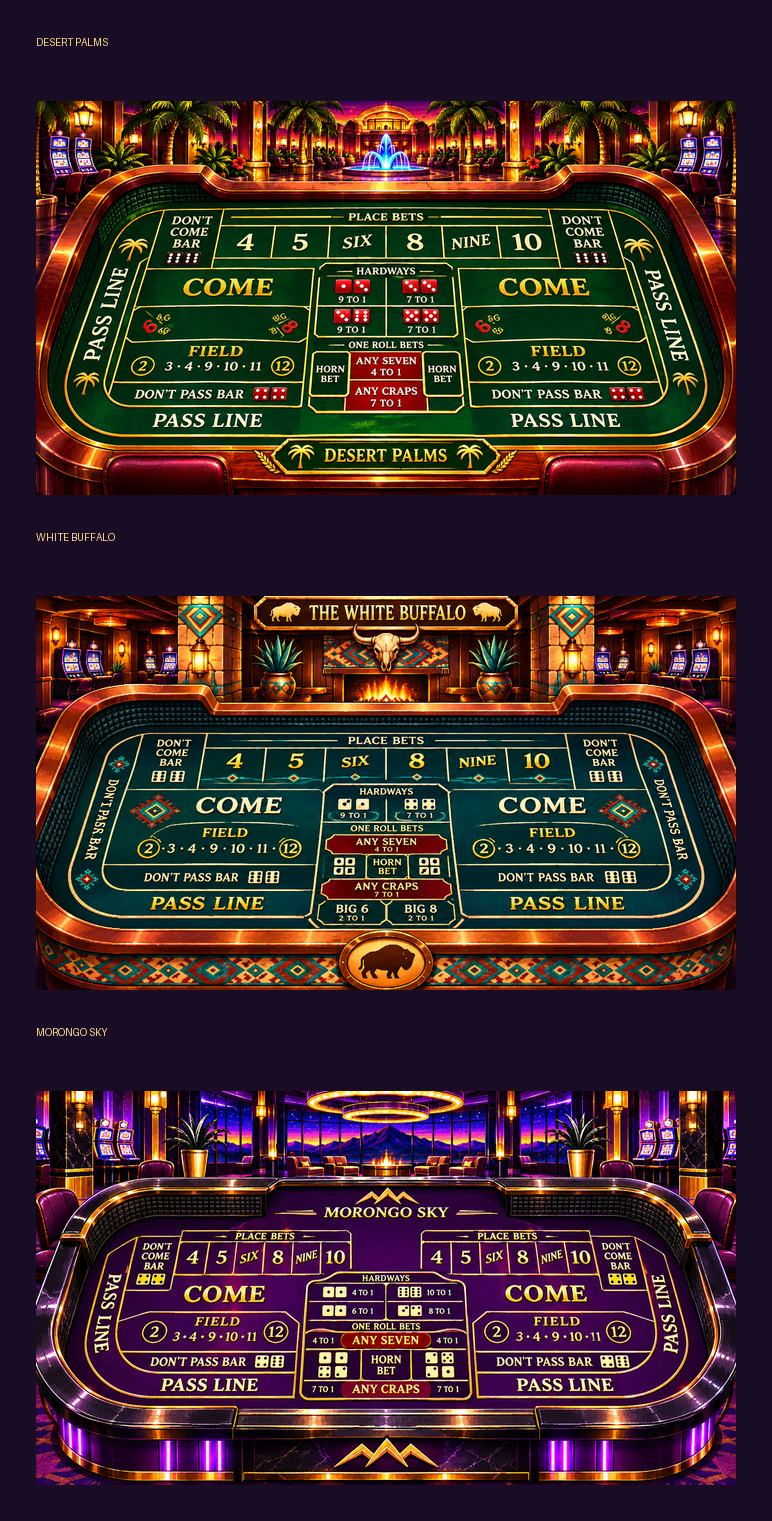 DESERT PALMS
DON'T COME BAR
PLACE BETS
DON'T COME BAR
4 5 SIX 8 NINE 10
PASS LINE
COME
HARDWAYS
COME
PASS LINE
9 TO 1 7 TO 1
9 TO 1 7 TO 1
6 8
6 8
FIELD
ONE ROLL BETS
FIELD
2 3·4·9·10·11 12
HORN BET
ANY SEVEN
4 TO 1
HORN BET
2 3·4·9·10·11 12
DON'T PASS BAR
ANY CRAPS
7 TO 1
DON'T PASS BAR
PASS LINE
PASS LINE
DESERT PALMS
WHITE BUFFALO
THE WHITE BUFFALO
DON'T COME BAR
PLACE BETS
DON'T COME BAR
4 5 SIX 8 NINE 10
DON'T PASS BAR
COME
HARDWAYS
COME
DON'T PASS BAR
9 TO 1 7 TO 1
FIELD
ONE ROLL BETS
FIELD
2·3·4·9·10·11·12
ANY SEVEN
4 TO 1
2·3·4·9·10·11·12
HORN BET
DON'T PASS BAR
ANY CRAPS
7 TO 1
DON'T PASS BAR
PASS LINE
BIG 6
2 TO 1
BIG 8
2 TO 1
PASS LINE
MORONGO SKY
MORONGO SKY
DON'T COME BAR
PLACE BETS
PLACE BETS
DON'T COME BAR
4 5 SIX 8 NINE 10
4 5 SIX 8 NINE 10
PASS LINE
COME
HARDWAYS
COME
PASS LINE
4 TO 1 10 TO 1
6 TO 1 8 TO 1
FIELD
ONE ROLL BETS
FIELD
2 3·4·9·10·11 12
4 TO 1 ANY SEVEN 4 TO 1
2 3·4·9·10·11 12
DON'T PASS BAR
HORN BET
DON'T PASS BAR
PASS LINE
7 TO 1 ANY CRAPS 7 TO 1
PASS LINE